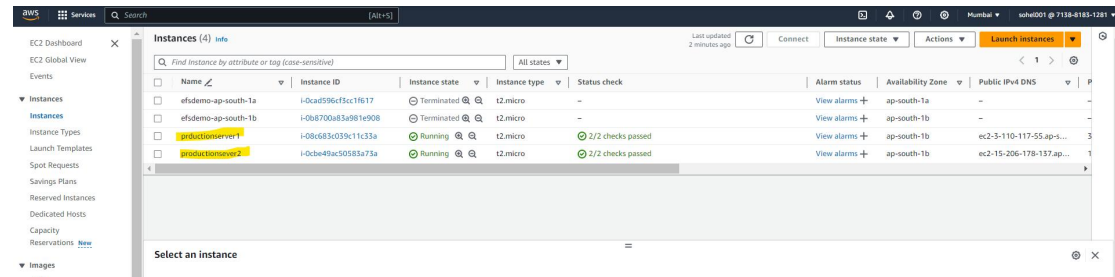 aws Services Search [Alt+S] Mumbai sohel001 @ 7138-8183-1281
EC2 Dashboard
EC2 Global View
Events
Instances
Instances
Instance Types
Launch Templates
Spot Requests
Savings Plans
Reserved Instances
Dedicated Hosts
Capacity
Reservations New
Images
Instances (4) Info
Last updated
2 minutes ago
Connect Instance state Actions Launch instances
Find Instance by attribute or tag (case-sensitive) All states 1
Name Instance ID Instance state Instance type Status check Alarm status Availability Zone Public IPv4 DNS P
efsdemo-ap-south-1a i-0cad596cf3cc1f617 Terminated t2.micro – View alarms + ap-south-1a – –
efsdemo-ap-south-1b i-0b8700a83a981e908 Terminated t2.micro – View alarms + ap-south-1b – –
prductionserver1 i-08c683c039c11c33a Running t2.micro 2/2 checks passed View alarms + ap-south-1b ec2-3-110-117-55.ap-s... 3
productionsever2 i-0cbe49ac50583a73a Running t2.micro 2/2 checks passed View alarms + ap-south-1b ec2-15-206-178-137.ap... 1
Select an instance